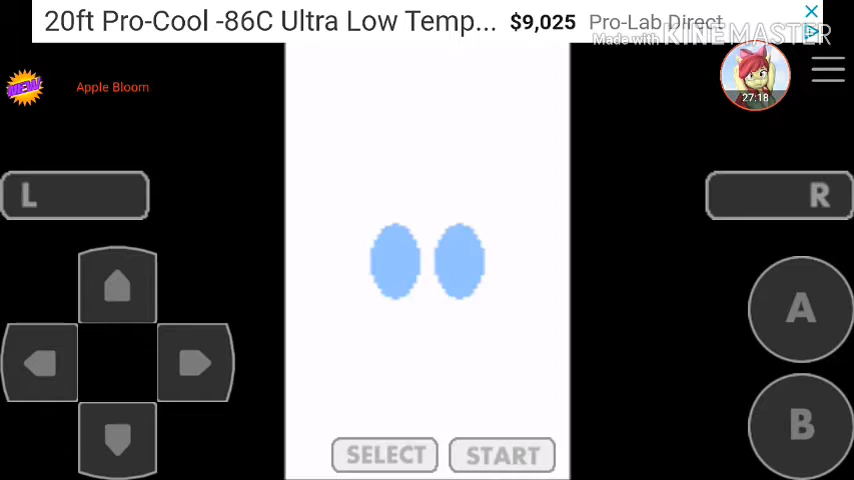 20ft Pro-Cool -86C Ultra Low Temp... $9,025 Pro-Lab Direct
Made with KINEMASTER
NEW
Apple Bloom
27:18
L
R
A
B
SELECT
START